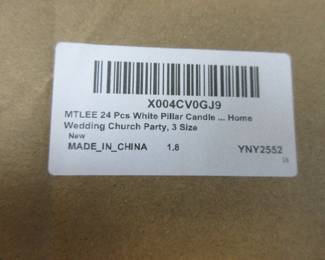 X004CV0GJ9
MTLEE 24 Pcs White Pillar Candle ... Home
Wedding Church Party, 3 Size
New
MADE_IN_CHINA 1.8 YNY2552